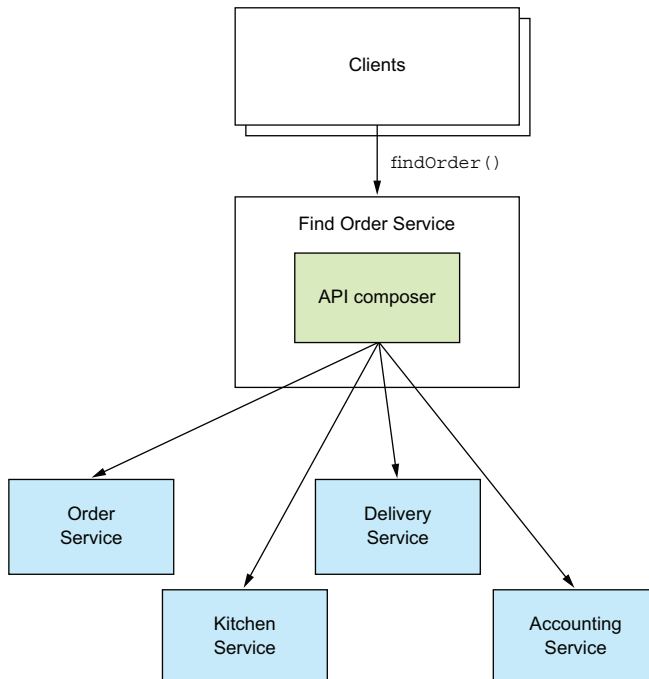 Clients
findOrder()
Find Order Service
API composer
Order
Service
Delivery
Service
Kitchen
Service
Accounting
Service